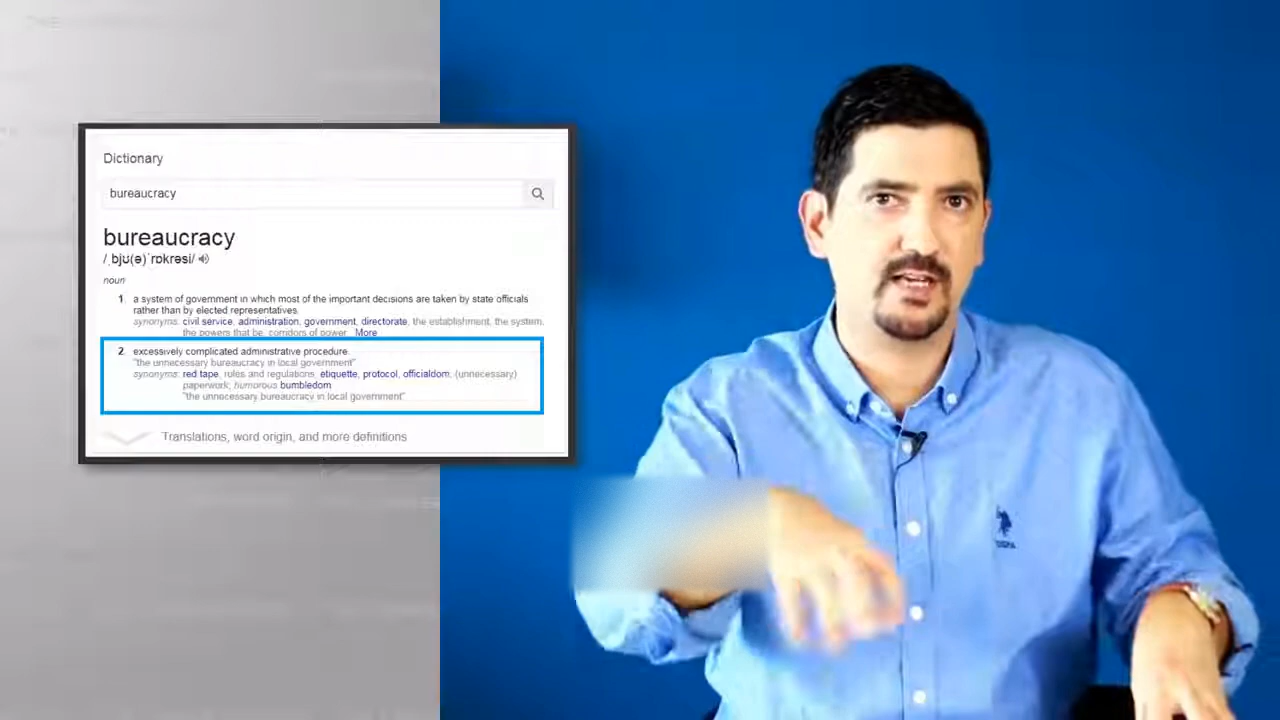 Dictionary
bureaucracy
bureaucracy
/ˌbjʊ(ə)ˈrɒkrəsi/
noun
1. a system of government in which most of the important decisions are taken by state officials
rather than by elected representatives.
synonyms: civil service, administration, government, directorate, the establishment, the system,
the powers that be, corridors of power More
2. excessively complicated administrative procedure.
"the unnecessary bureaucracy in local government"
synonyms: red tape, rules and regulations, etiquette, protocol, officialdom, (unnecessary)
paperwork; humorous bumbledom
"the unnecessary bureaucracy in local government"
Translations, word origin, and more definitions